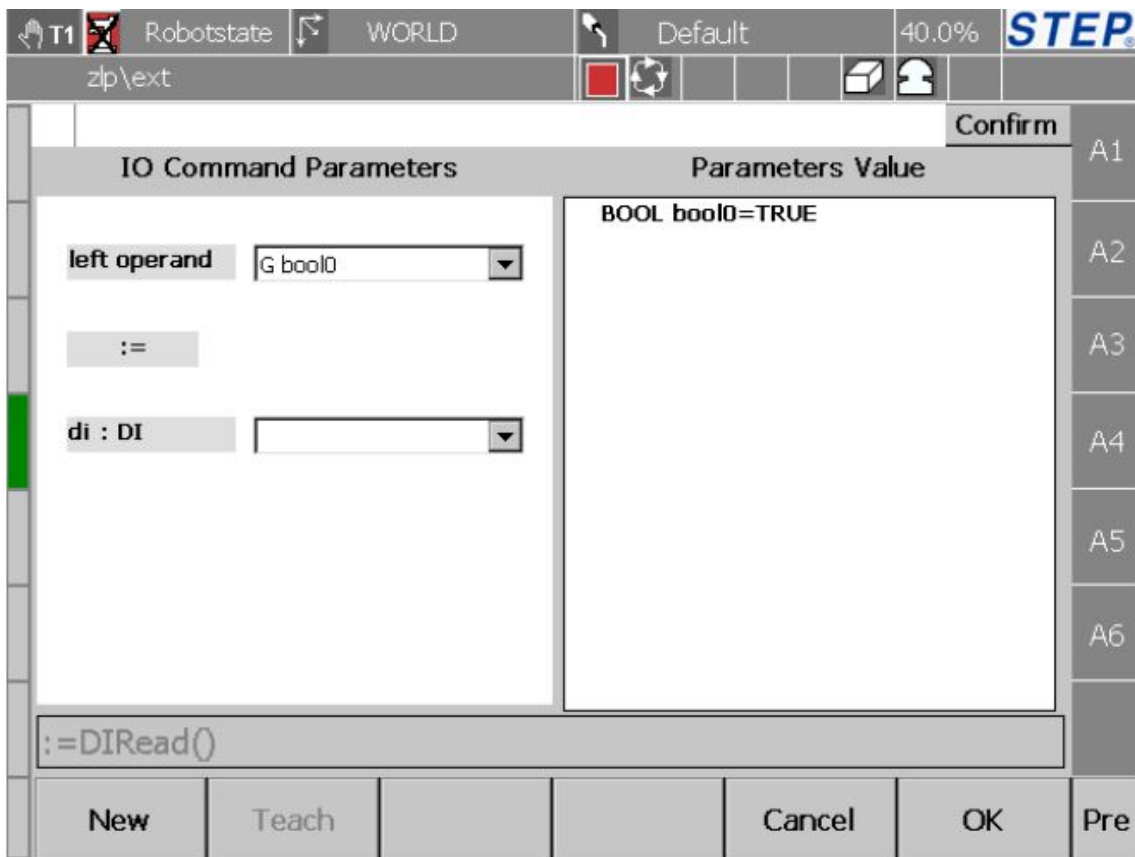 T1 Robotstate WORLD Default 40.0% STEP®
zlp\ext
Confirm
IO Command Parameters Parameters Value
A1
BOOL bool0=TRUE
left operand G bool0
A2
:=
A3
di : DI
A4
A5
A6
:=DIRead()
New Teach Cancel OK Pre